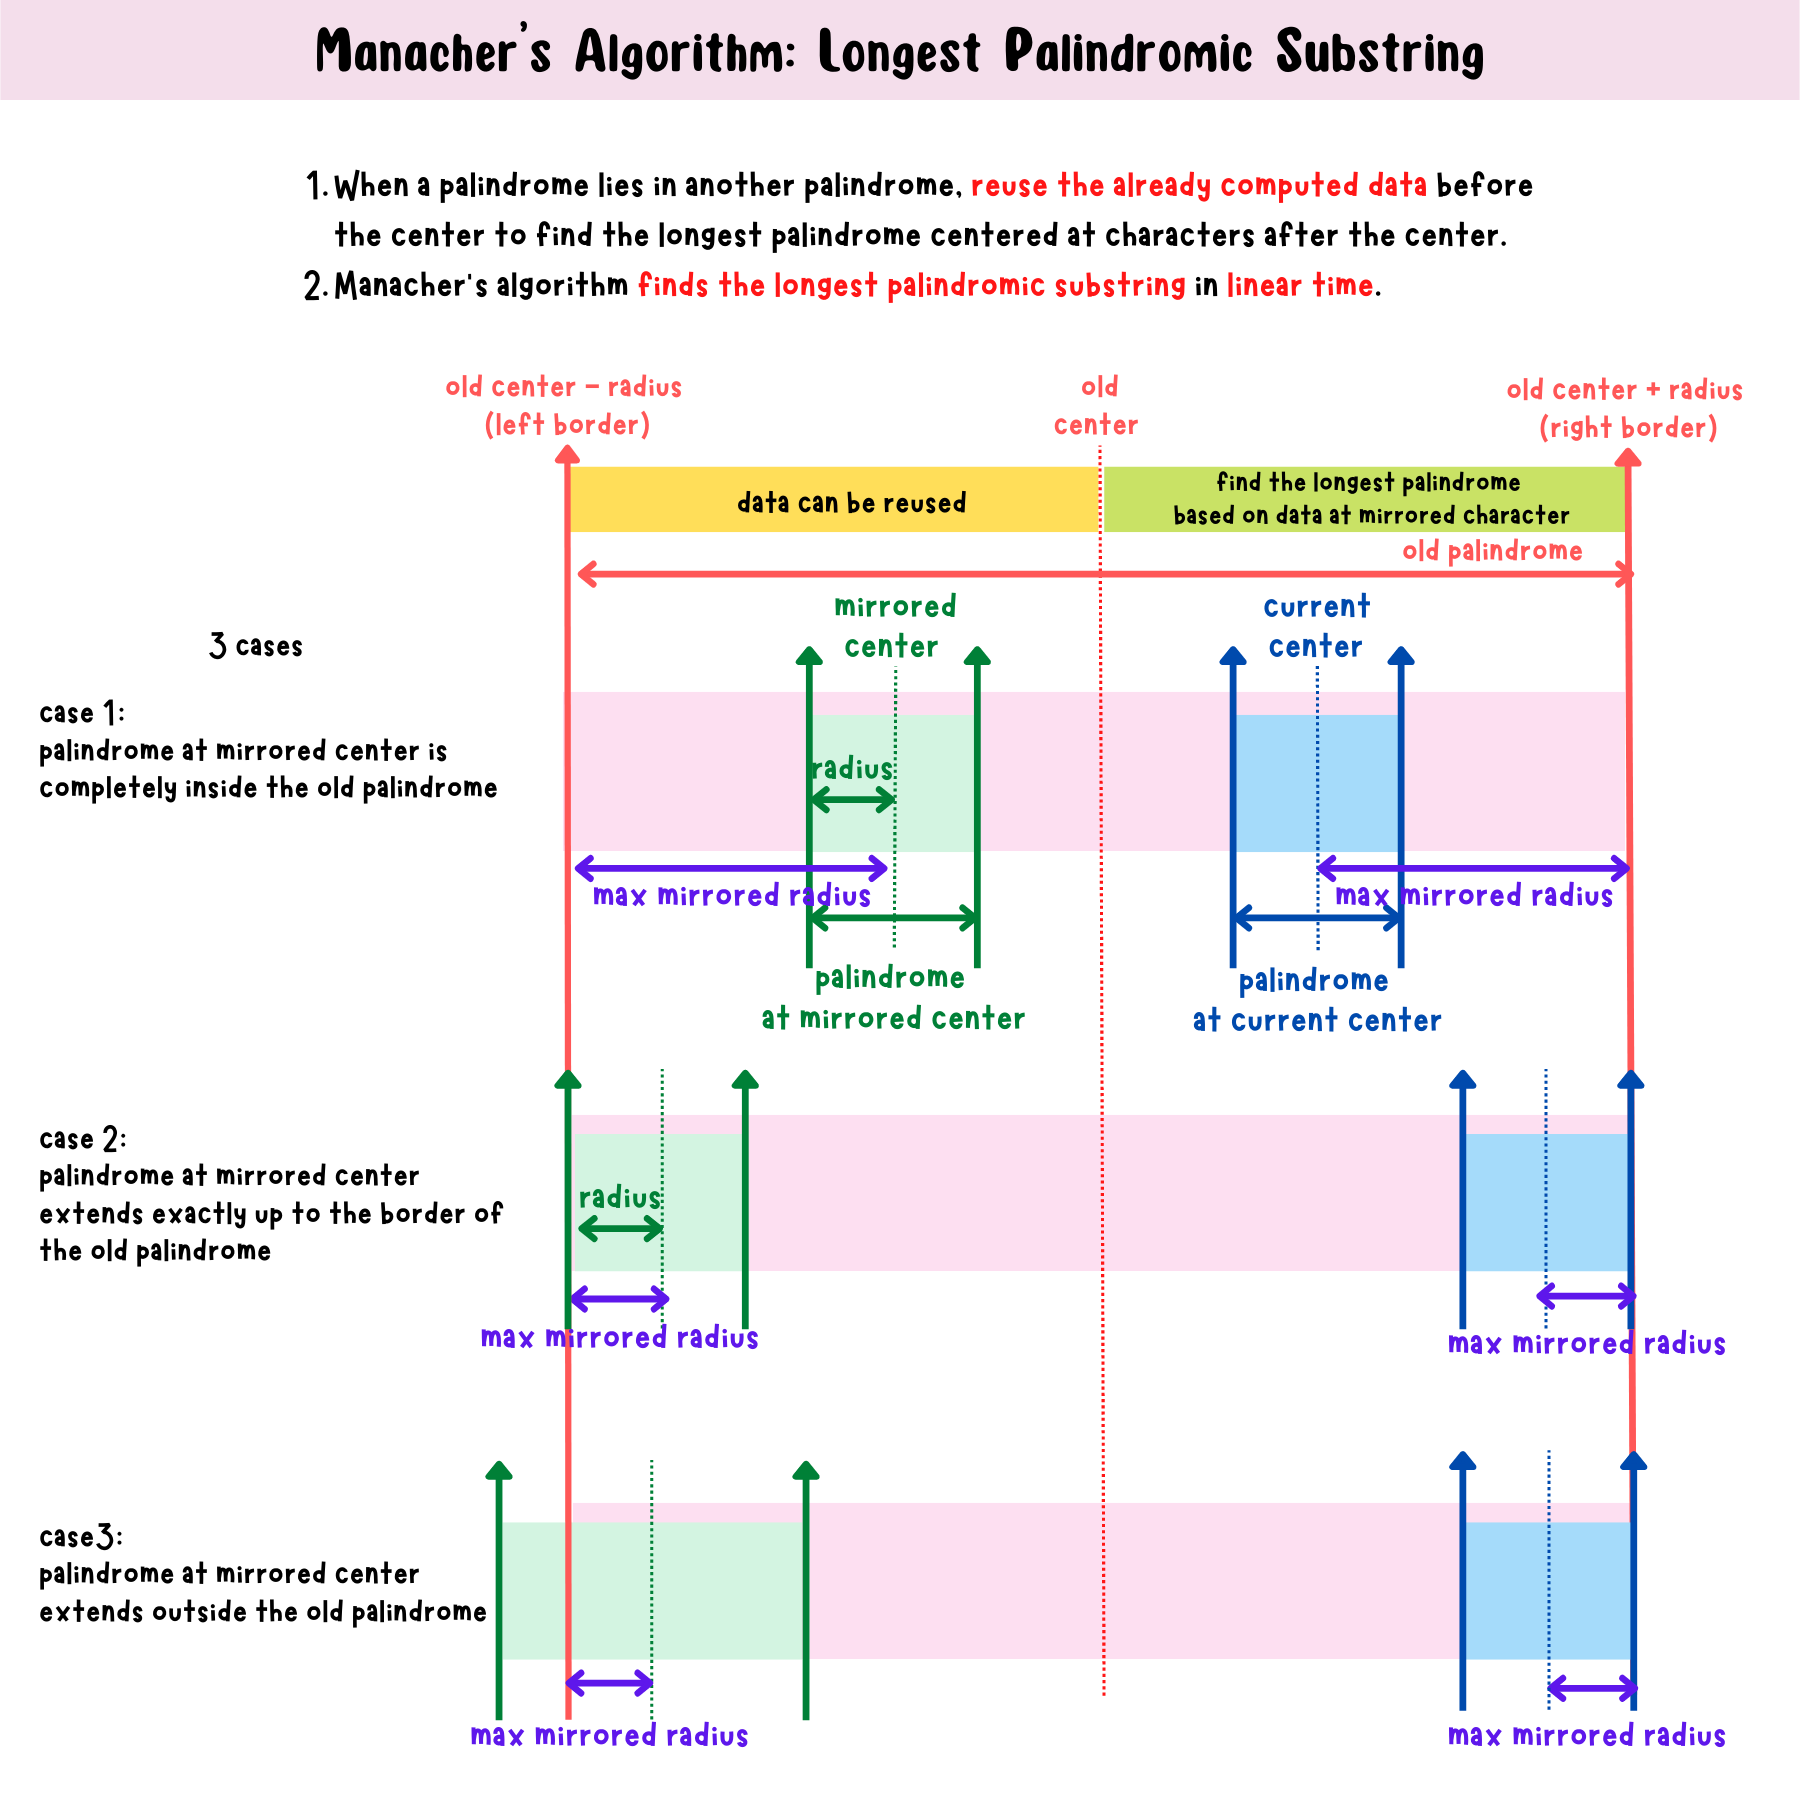 Manacher's Algorithm: Longest Palindromic Substring
1. When a palindrome lies in another palindrome, reuse the already computed data before
the center to find the longest palindrome centered at characters after the center.
2. Manacher's algorithm finds the longest palindromic substring in linear time.
old center - radius
(left border)
old
center
old center + radius
(right border)
data can be reused
find the longest palindrome
based on data at mirrored character
old palindrome
mirrored
center
current
center
3 cases
case 1:
palindrome at mirrored center is
completely inside the old palindrome
radius
max mirrored radius
max mirrored radius
palindrome
at mirrored center
palindrome
at current center
case 2:
palindrome at mirrored center
extends exactly up to the border of
the old palindrome
radius
max mirrored radius
max mirrored radius
case3:
palindrome at mirrored center
extends outside the old palindrome
max mirrored radius
max mirrored radius